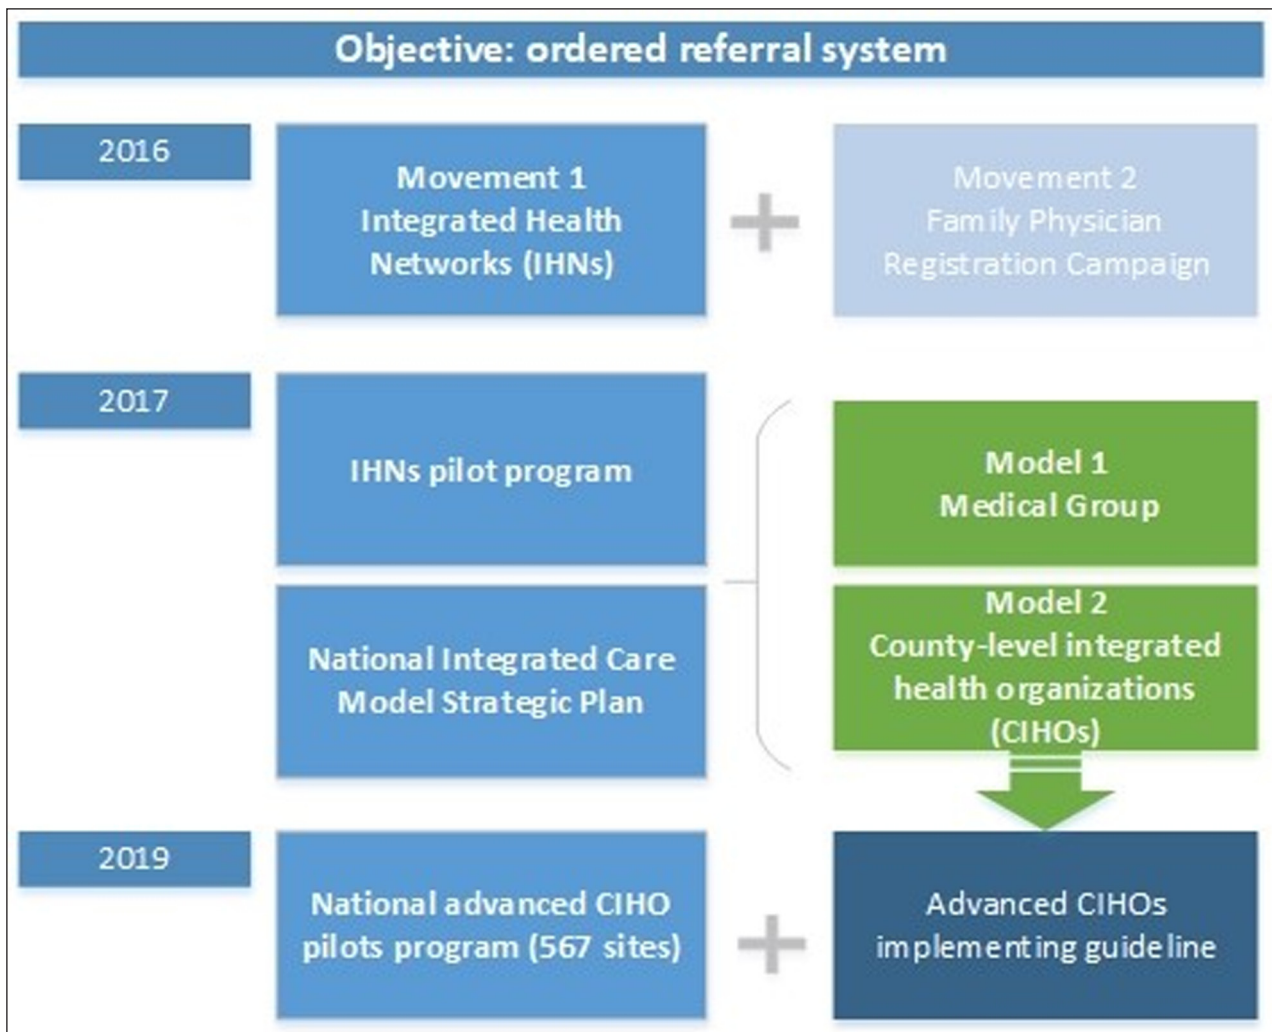 Objective: ordered referral system
2016
Movement 1
Integrated Health
Networks (IHNs)
Movement 2
Family Physician
Registration Campaign
2017
IHNs pilot program
Model 1
Medical Group
National Integrated Care
Model Strategic Plan
Model 2
County-level integrated
health organizations
(CIHOs)
2019
National advanced CIHO
pilots program (567 sites)
Advanced CIHOs
implementing guideline